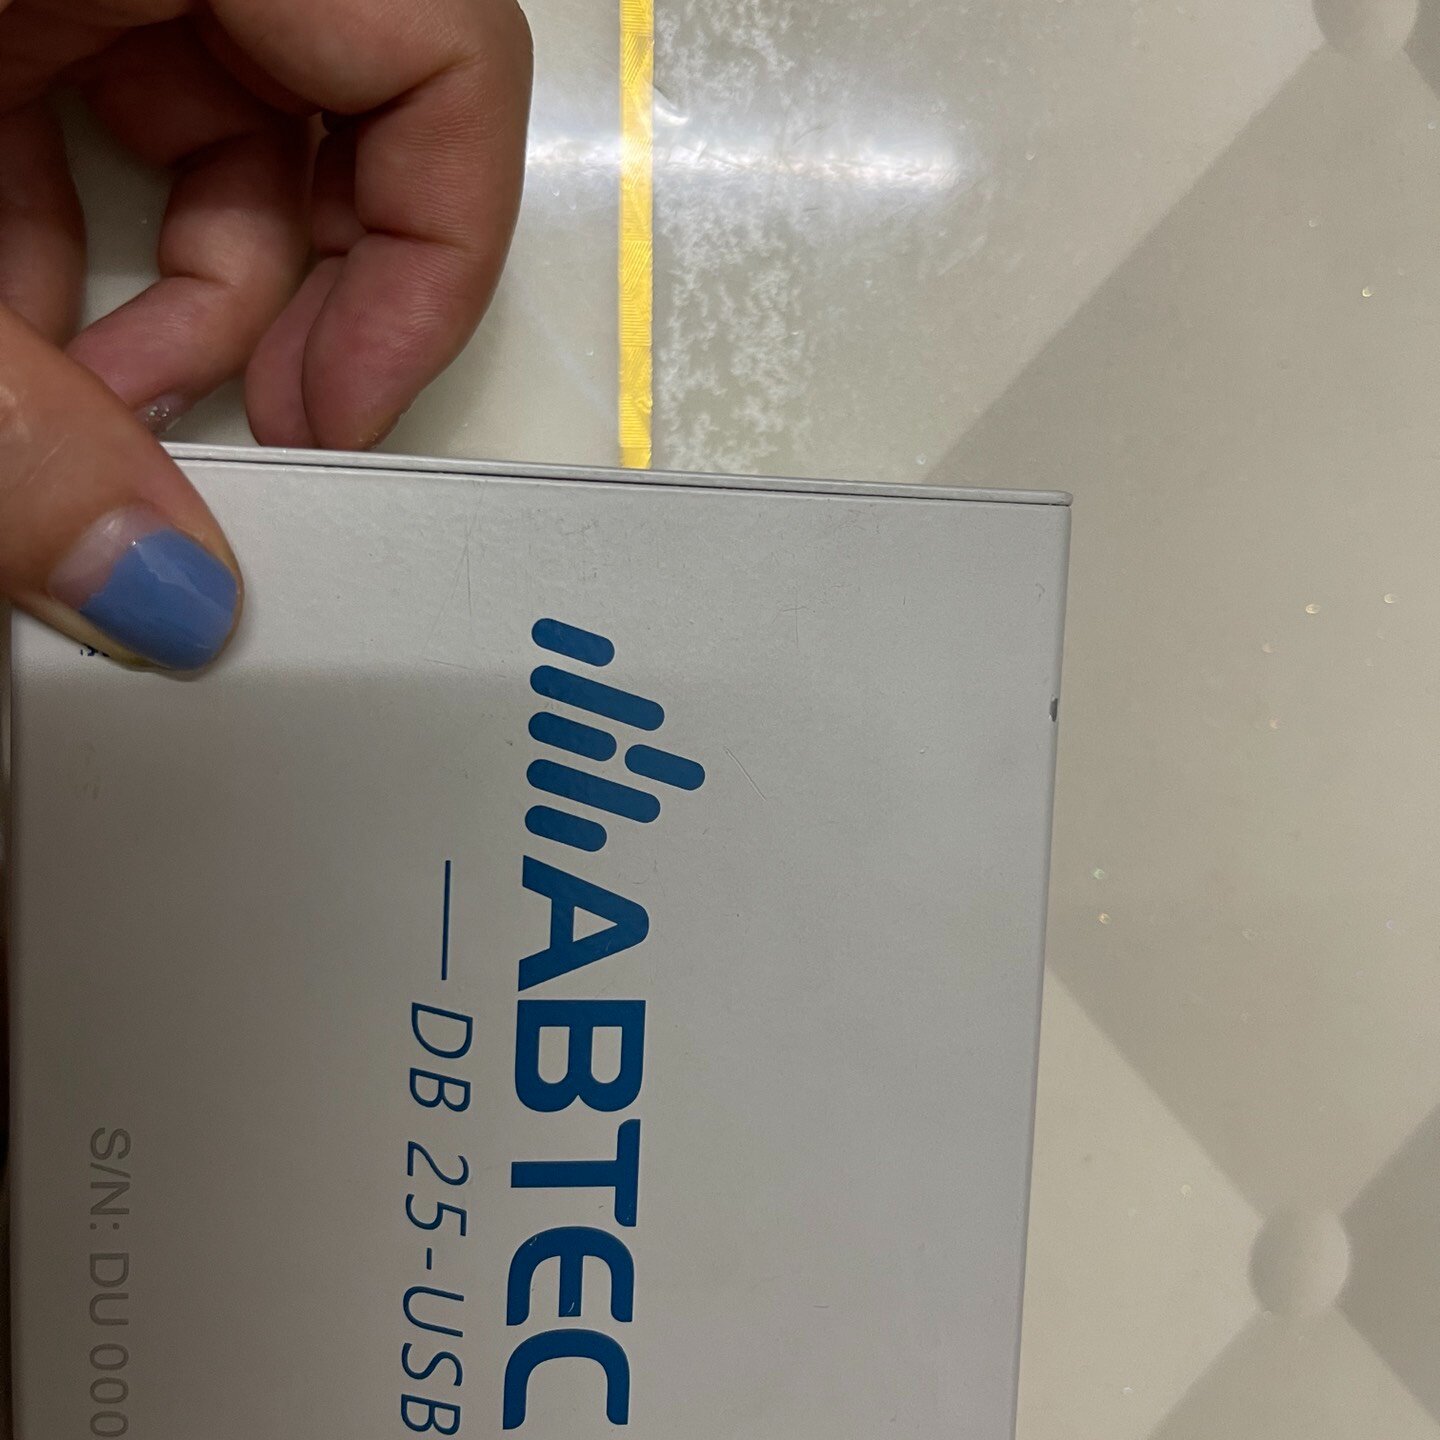 ABTEC
DB 25-USB
S/N: DU 000